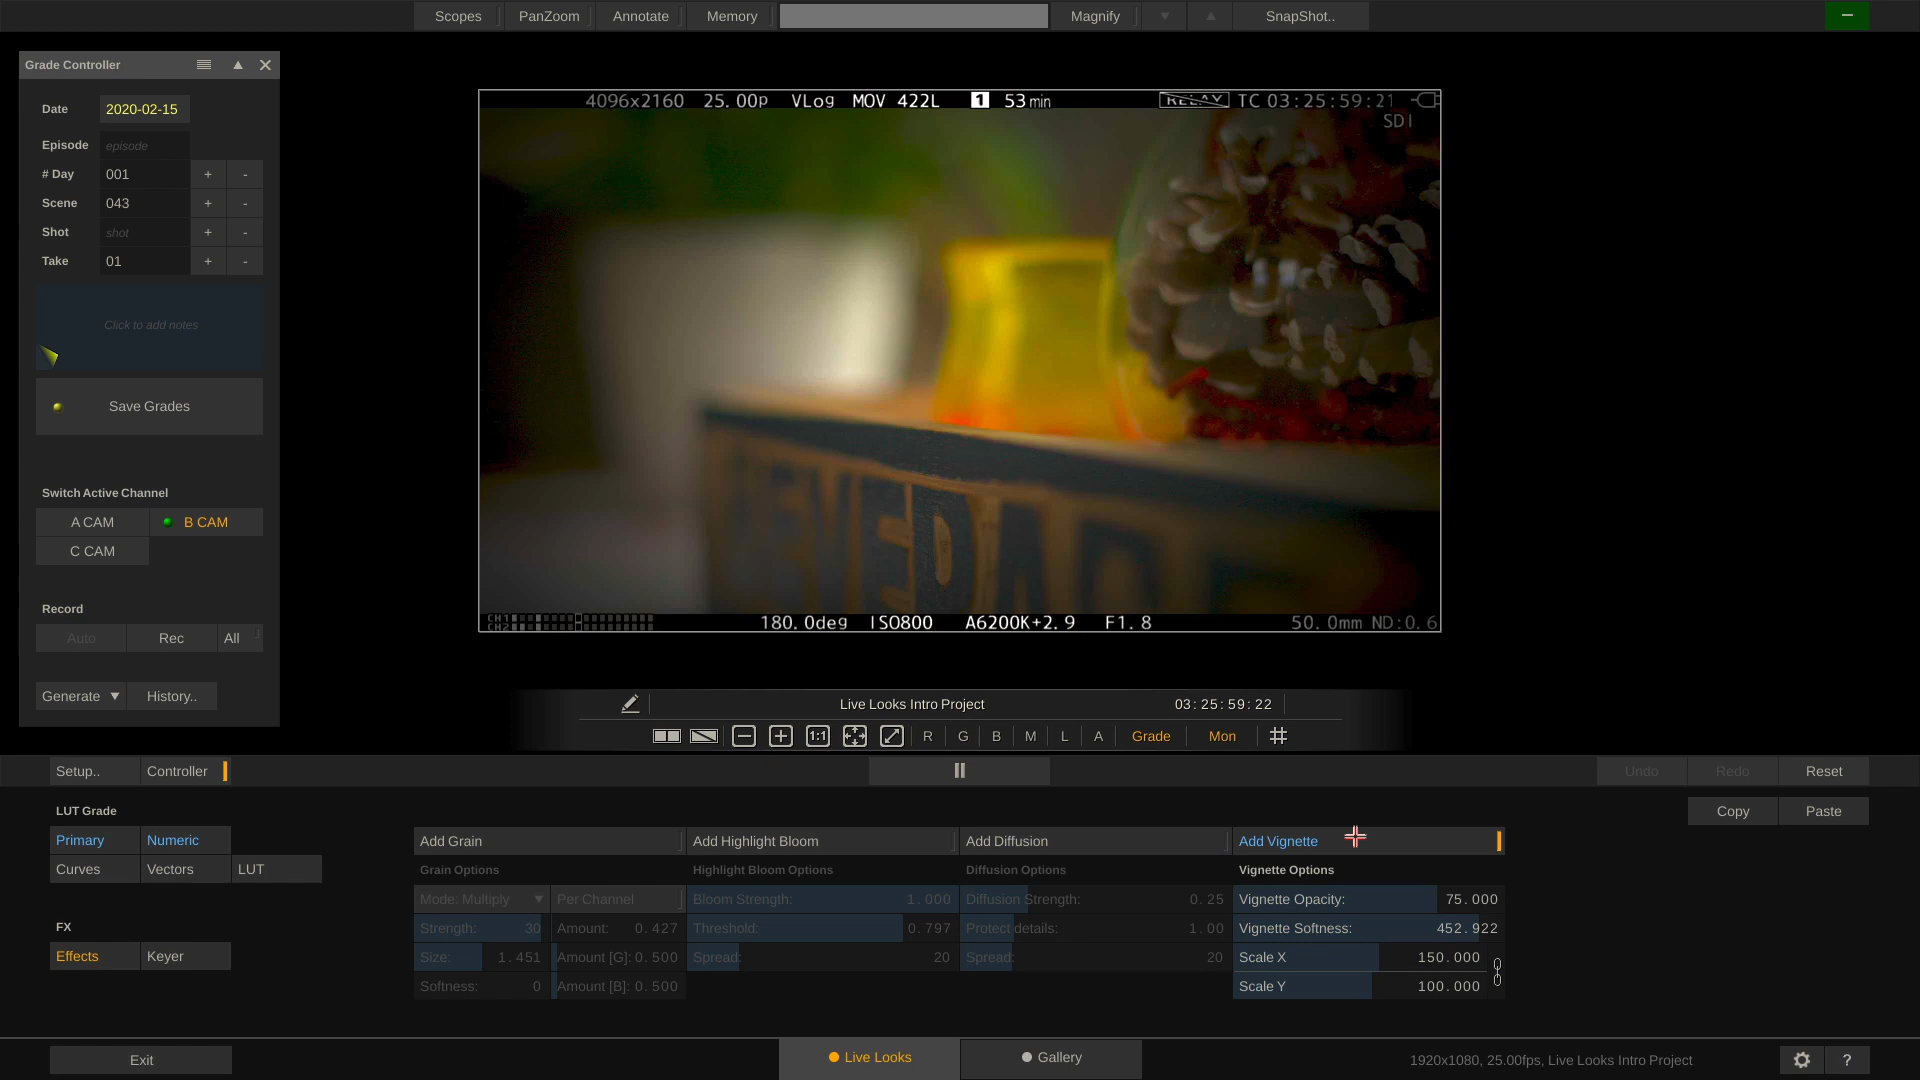 Scopes PanZoom Annotate Memory Magnify SnapShot..
Grade Controller
Date 2020-02-15
Episode episode
# Day 001 + -
Scene 043 + -
Shot shot + -
Take 01 + -
Click to add notes
Save Grades
Switch Active Channel
A CAM B CAM
C CAM
Record
Auto Rec All
Generate History..
4096x2160 25.00p VLog MOV 422L 1 53min RELAY TC 03:25:59:21
SDI
CH1
CH2
180.0deg ISO800 A6200K+2.9 F1.8 50.0mm ND:0.6
Live Looks Intro Project 03:25:59:22
1:1 R G B M L A Grade Mon
Setup.. Controller Undo Redo Reset
LUT Grade Copy Paste
Primary Numeric
Curves Vectors LUT
FX
Effects Keyer
Add Grain Add Highlight Bloom Add Diffusion Add Vignette
Grain Options Highlight Bloom Options Diffusion Options Vignette Options
Mode: Multiply Per Channel Bloom Strength: 1.000 Diffusion Strength: 0.25 Vignette Opacity: 75.000
Strength: 30 Amount: 0.427 Threshold: 0.797 Protect details: 1.00 Vignette Softness: 452.922
Size: 1.451 Amount [G]: 0.500 Spread: 20 Spread: 20 Scale X 150.000
Softness: 0 Amount [B]: 0.500 Scale Y 100.000
Exit Live Looks Gallery 1920x1080, 25.00fps, Live Looks Intro Project ?